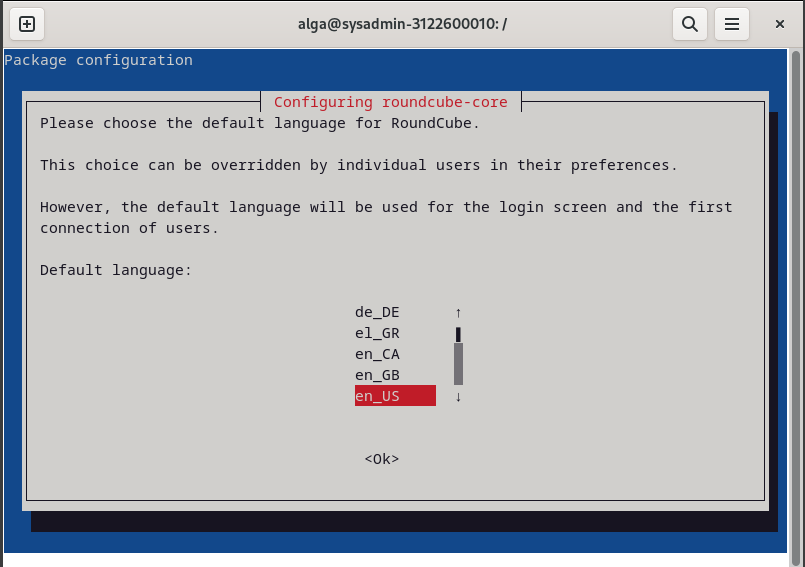 alga@sysadmin-3122600010: /
Package configuration
Configuring roundcube-core
Please choose the default language for RoundCube.
This choice can be overridden by individual users in their preferences.
However, the default language will be used for the login screen and the first
connection of users.
Default language:
de_DE ↑
el_GR
en_CA
en_GB
en_US ↓
<Ok>